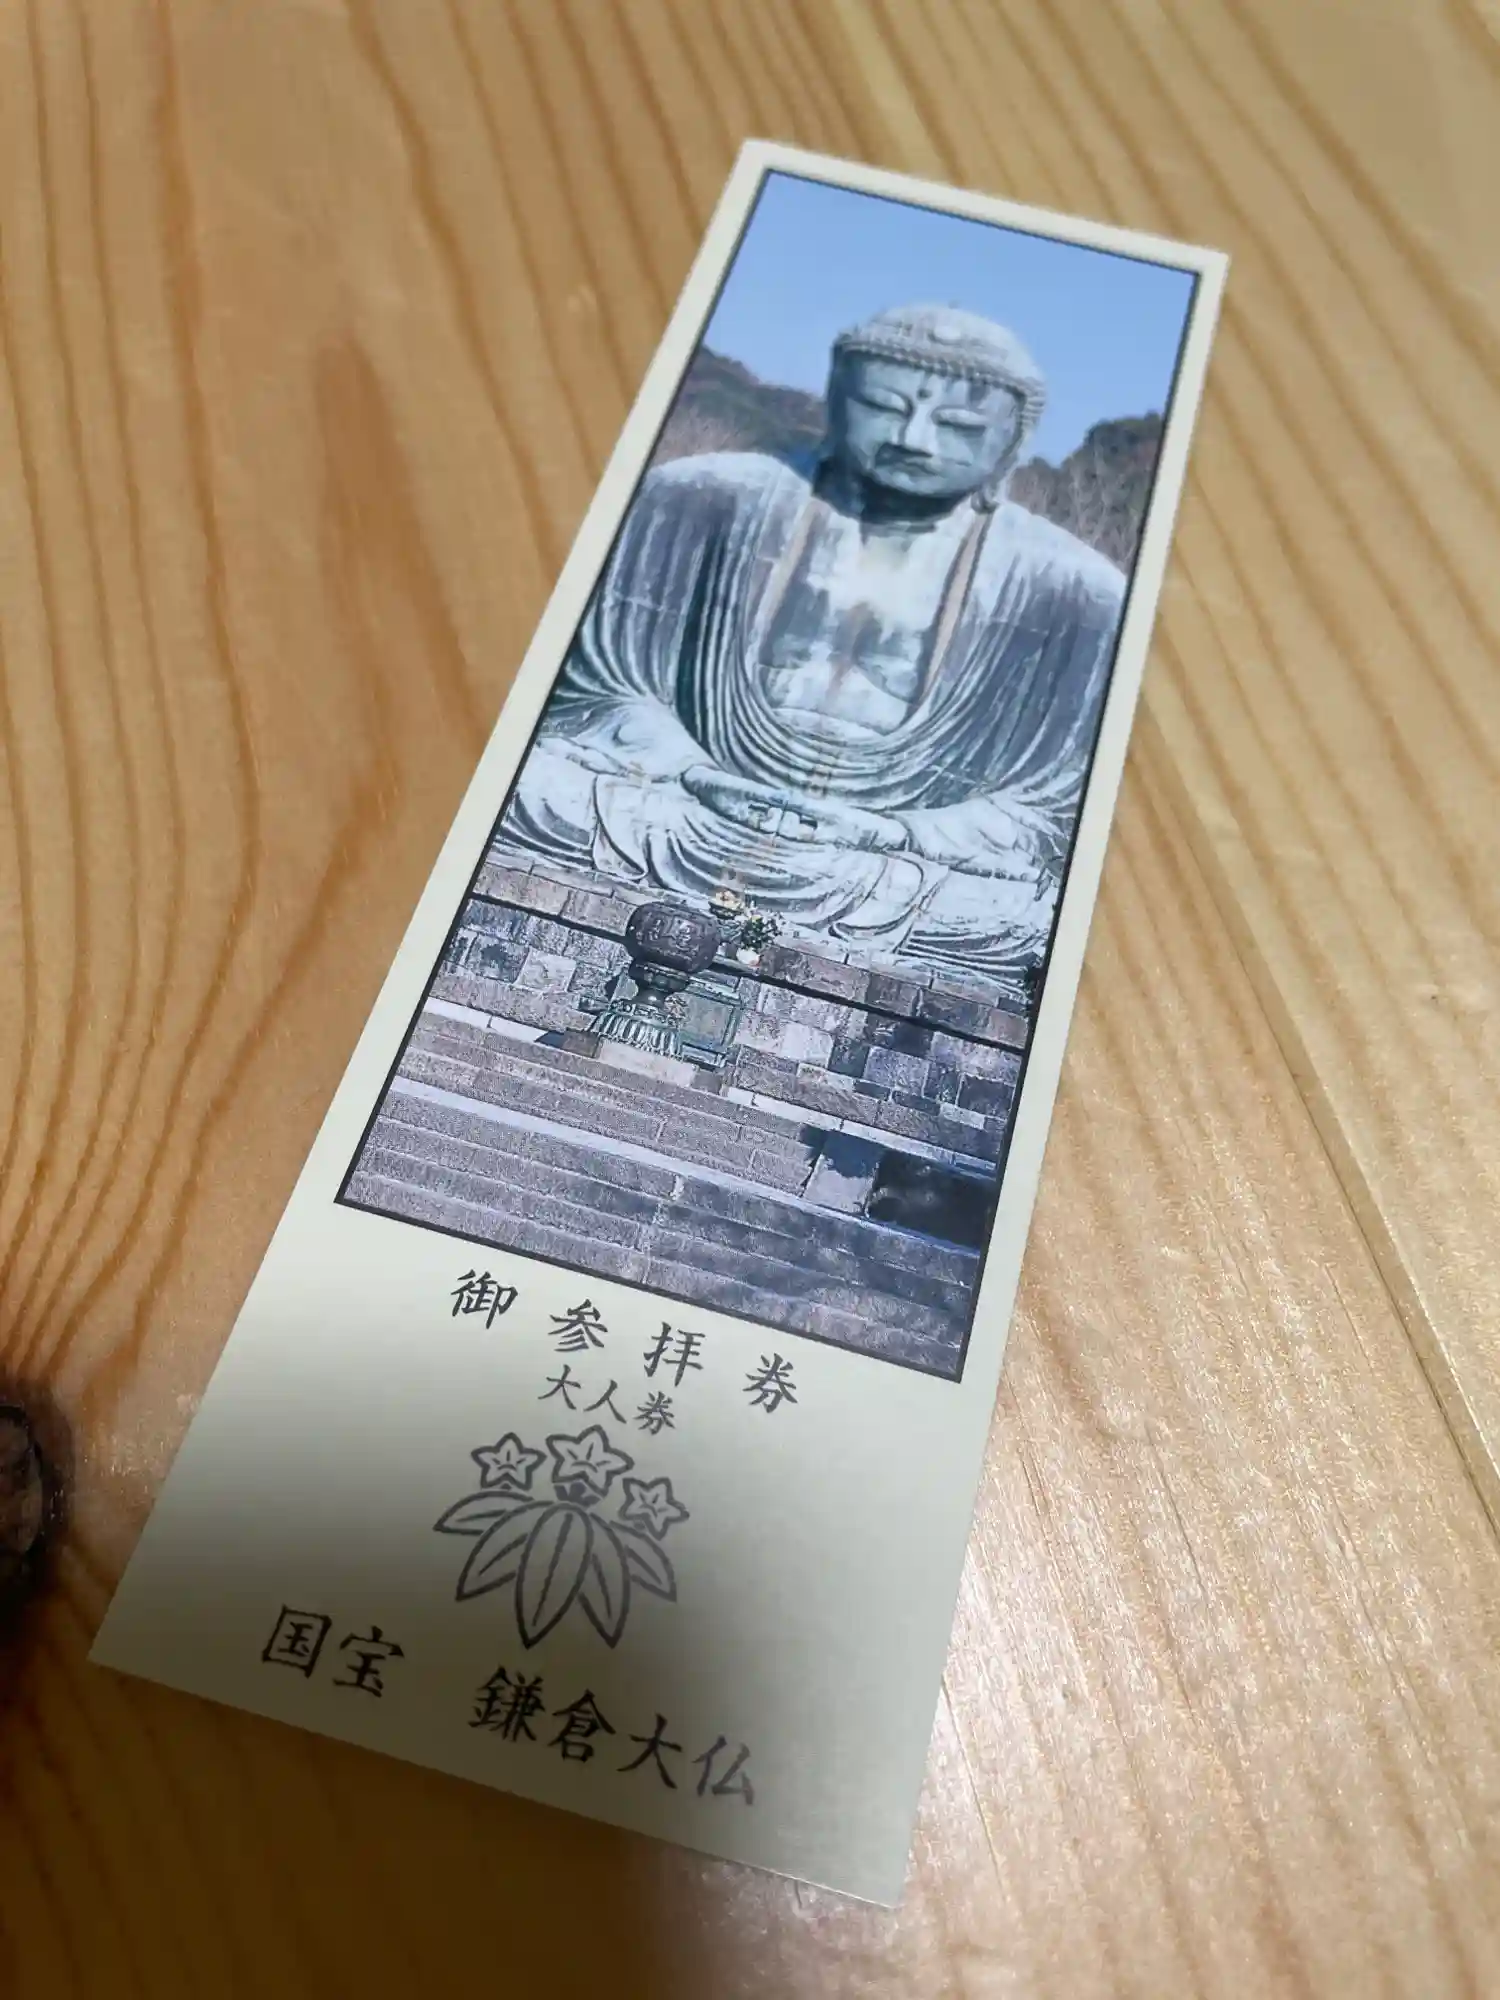 御参拝券
大人券
国宝 鎌倉大仏